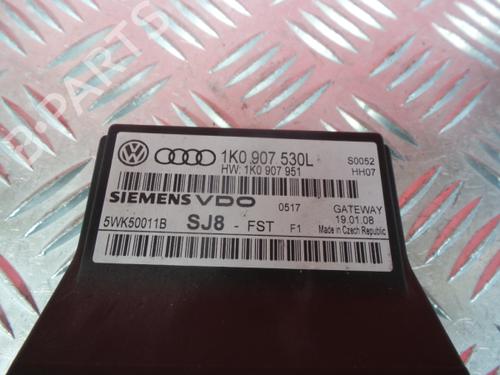 B-PARTS
1K0 907 530L
HW: 1K0 907 951
S0052
HH07
SIEMENS VDO
0517
GATEWAY
19.01.08
5WK50011B
SJ8 - FST F1
Made in Czech Republic